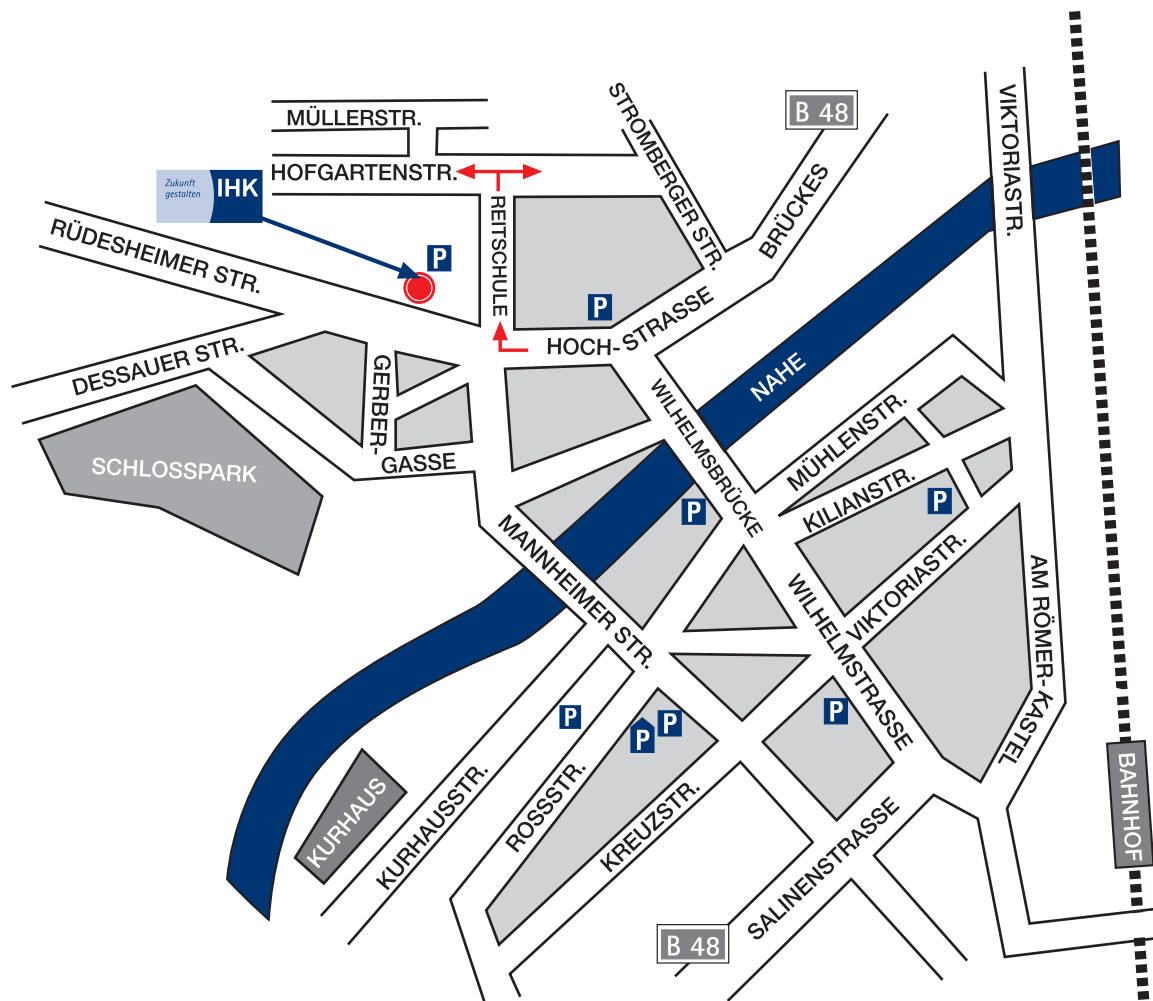 MÜLLERSTR.
STROMBERGER STR.
B 48
VIKTORIASTR.
HOFGARTENSTR.
Zukunft
gestalten
IHK
P
REITSCHULE
BRÜCKES
RÜDESHEIMER STR.
P
HOCH-STRASSE
DESSAUER STR.
GERBER-
GASSE
NAHE
WILHELMSBRÜCKE
MÜHLENSTR.
SCHLOSSPARK
KILIANSTR.
P
P
MANNHEIMER STR.
VIKTORIASTR.
WILHELMSTRASSE
AM RÖMER-KASTEL
P
P
P
P
BAHNHOF
KURHAUS
KURHAUSSTR.
ROSSSTR.
KREUZSTR.
SALINENSTRASSE
B 48